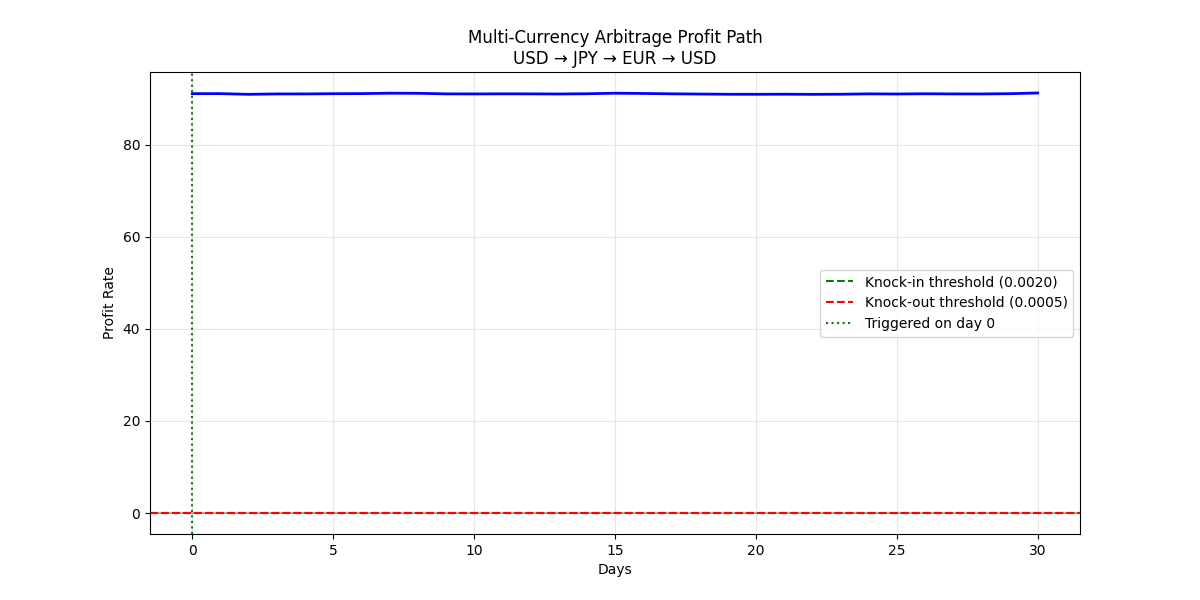 Multi-Currency Arbitrage Profit Path
USD → JPY → EUR → USD
Profit Rate
80
60
40
20
0
Knock-in threshold (0.0020)
Knock-out threshold (0.0005)
Triggered on day 0
0 5 10 15 20 25 30
Days